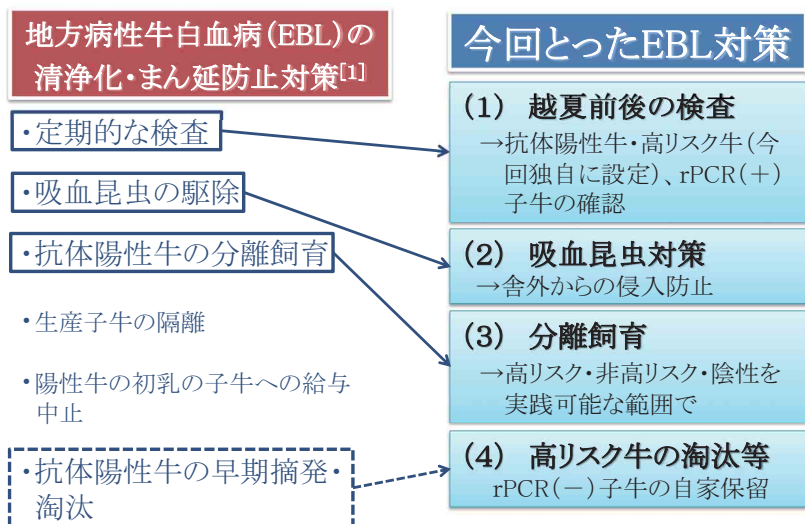 地方病性牛白血病（EBL）の
清浄化・まん延防止対策[1]
・定期的な検査
・吸血昆虫の駆除
・抗体陽性牛の分離飼育
・生産子牛の隔離
・陽性牛の初乳の子牛への給与
中止
・抗体陽性牛の早期摘発・
淘汰
今回とったEBL対策
(1) 越夏前後の検査
→抗体陽性牛・高リスク牛（今
回独自に設定）、rPCR（＋）
子牛の確認
(2) 吸血昆虫対策
→舎外からの侵入防止
(3) 分離飼育
→高リスク・非高リスク・陰性を
実践可能な範囲で
(4) 高リスク牛の淘汰等
rPCR（－）子牛の自家保留